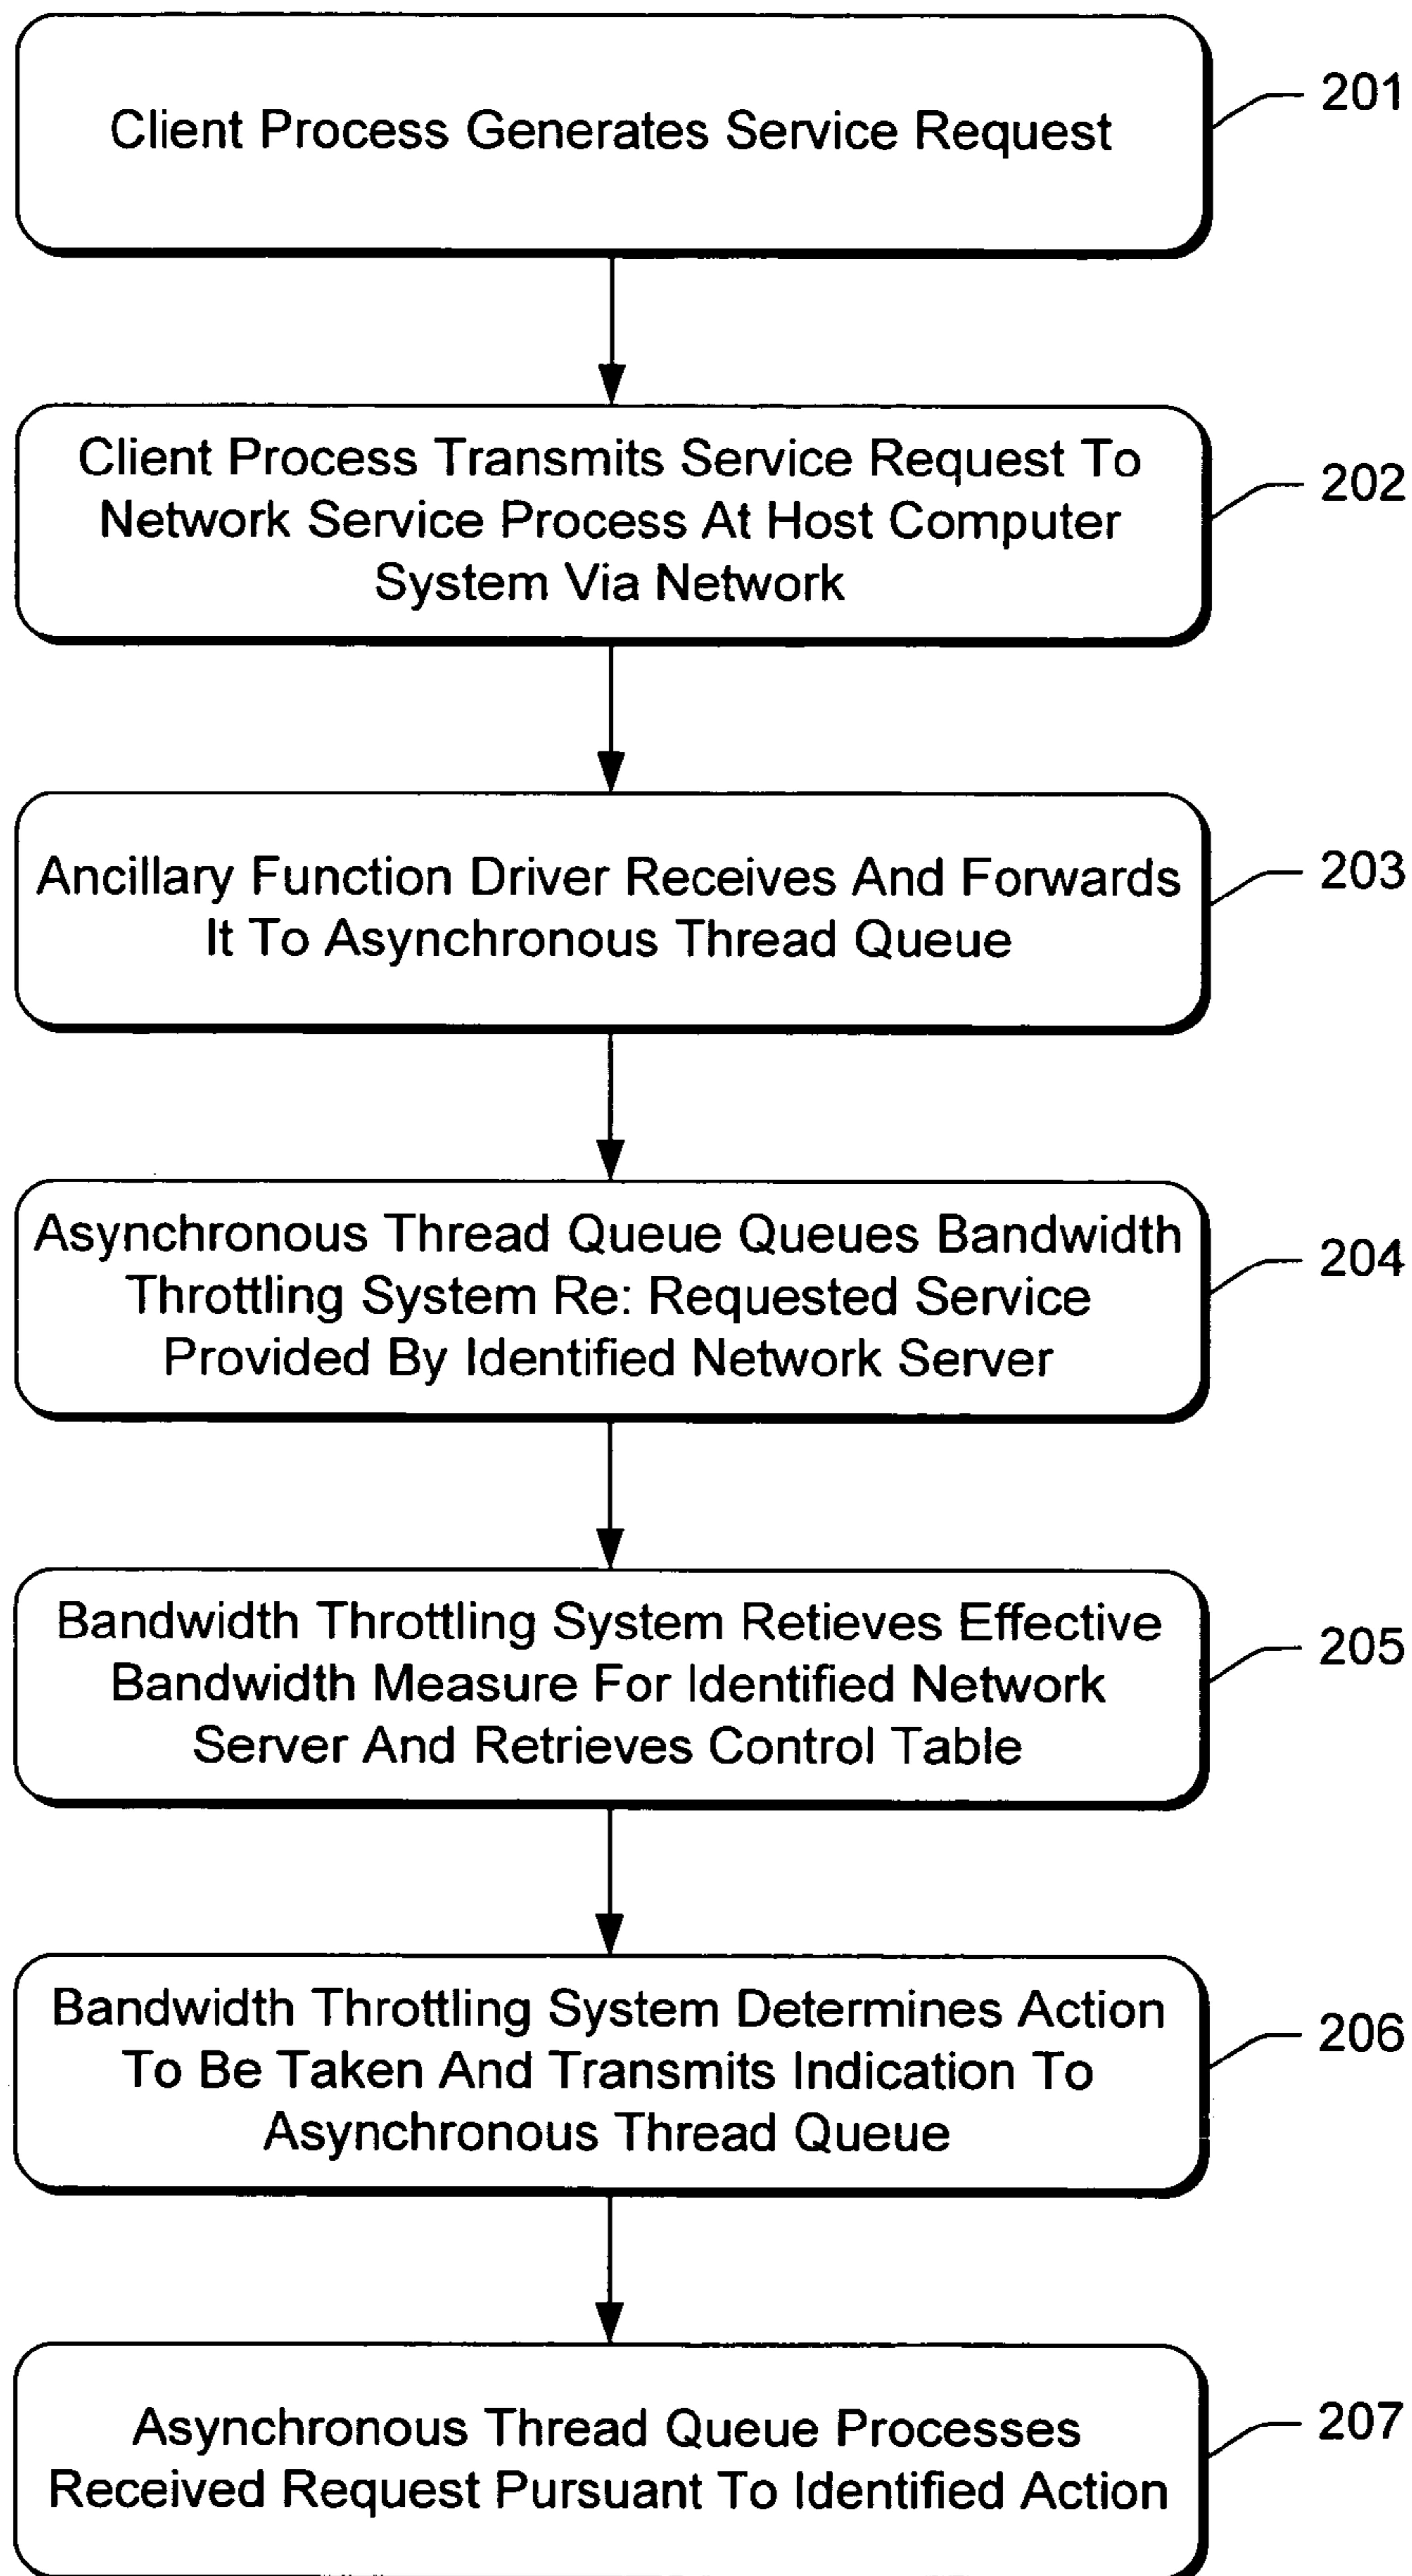 Client Process Generates Service Request
201
Client Process Transmits Service Request To
Network Service Process At Host Computer
System Via Network
202
Ancillary Function Driver Receives And Forwards
It To Asynchronous Thread Queue
203
Asynchronous Thread Queue Queues Bandwidth
Throttling System Re: Requested Service
Provided By Identified Network Server
204
Bandwidth Throttling System Retieves Effective
Bandwidth Measure For Identified Network
Server And Retrieves Control Table
205
Bandwidth Throttling System Determines Action
To Be Taken And Transmits Indication To
Asynchronous Thread Queue
206
Asynchronous Thread Queue Processes
Received Request Pursuant To Identified Action
207